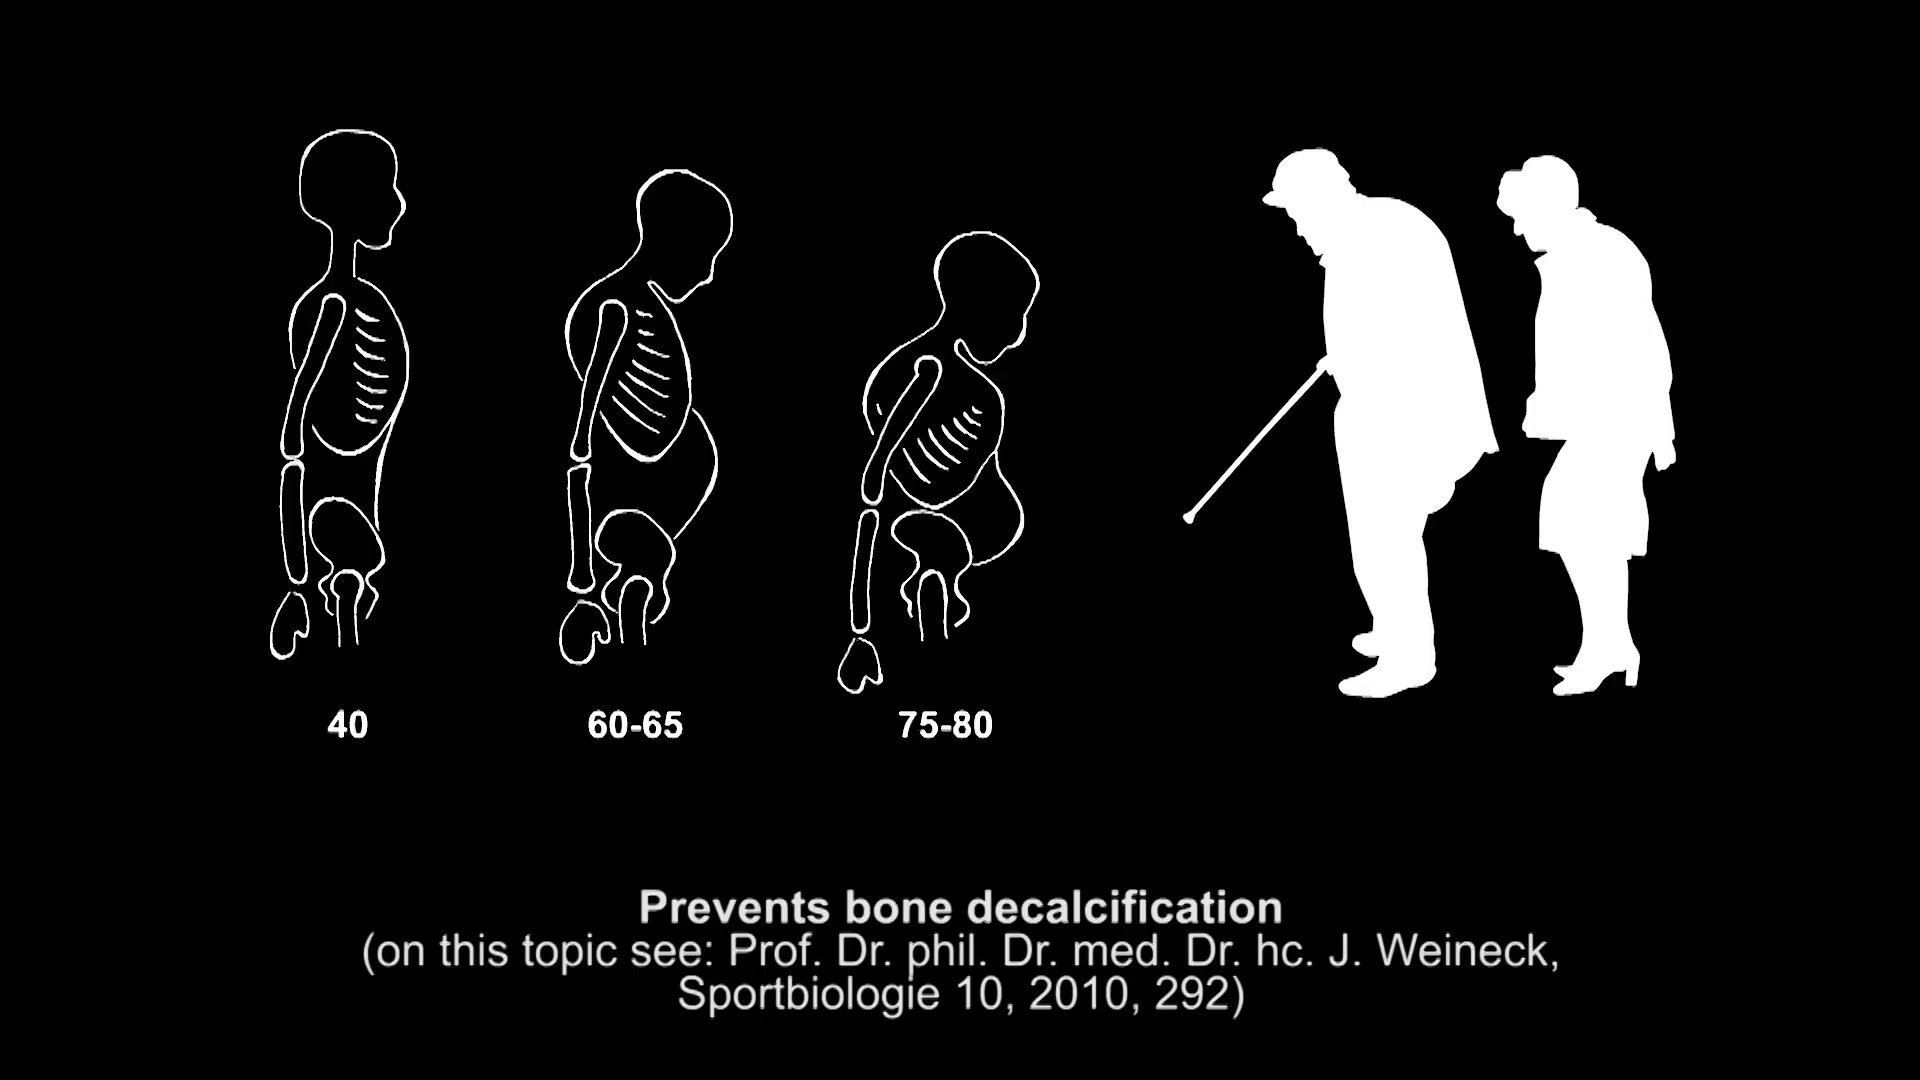 40
60-65
75-80
Prevents bone decalcification
(on this topic see: Prof. Dr. phil. Dr. med. Dr. hc. J. Weineck,
Sportbiologie 10, 2010, 292)